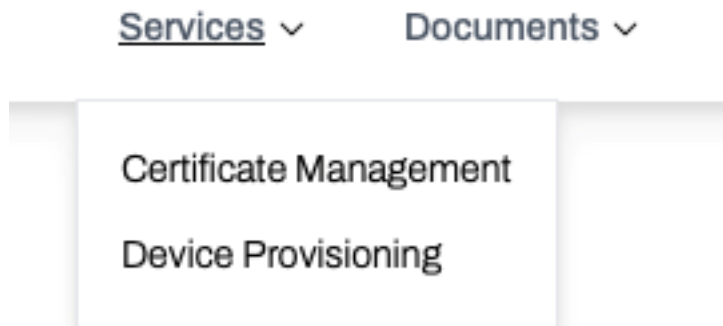 Services Documents
Certificate Management
Device Provisioning